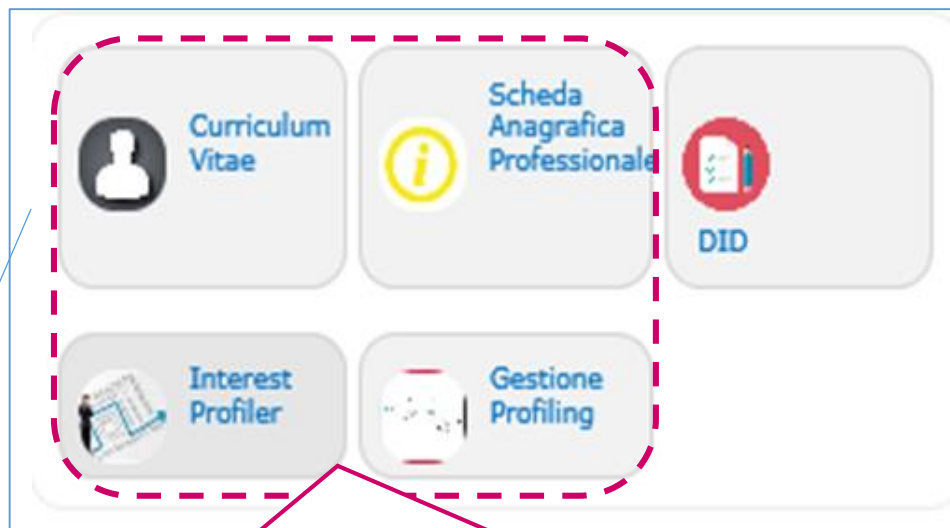 Curriculum
Vitae
Scheda
Anagrafica
Professionale
DID
Interest
Profiler
Gestione
Profiling